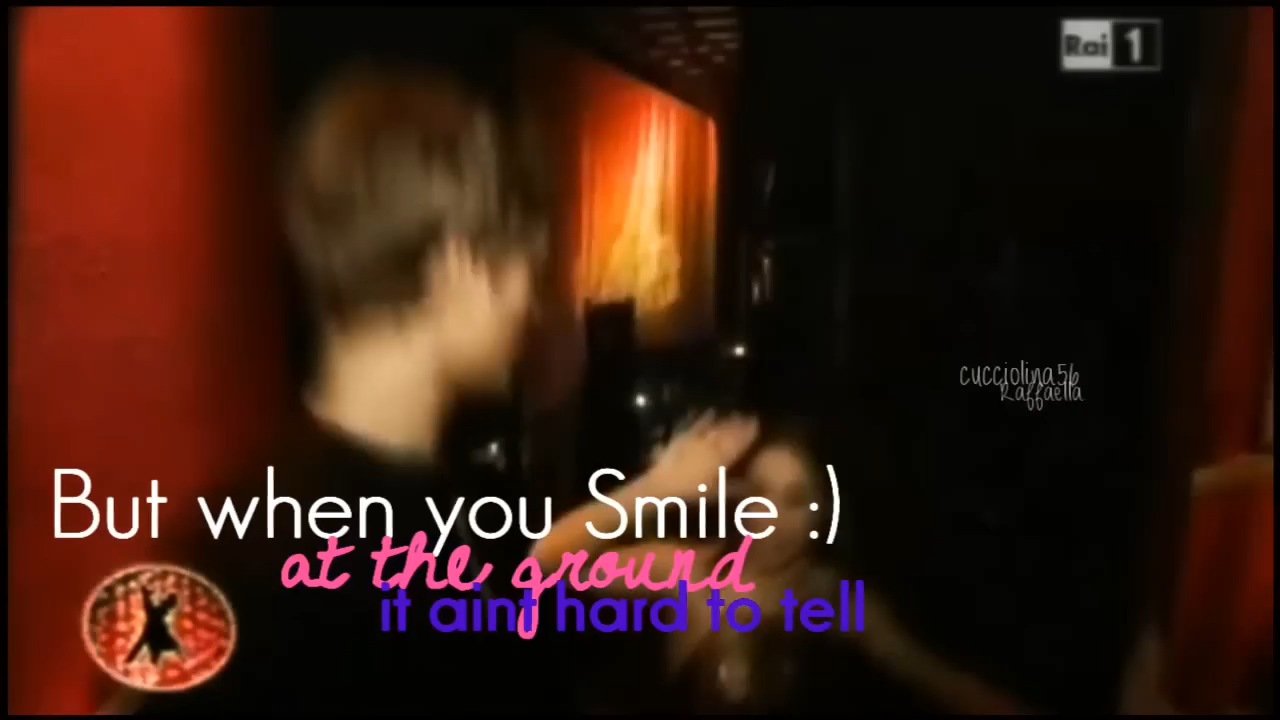 Rai 1
cucciolina56
Raffaella
But when you Smile :)
at the ground
it aint hard to tell